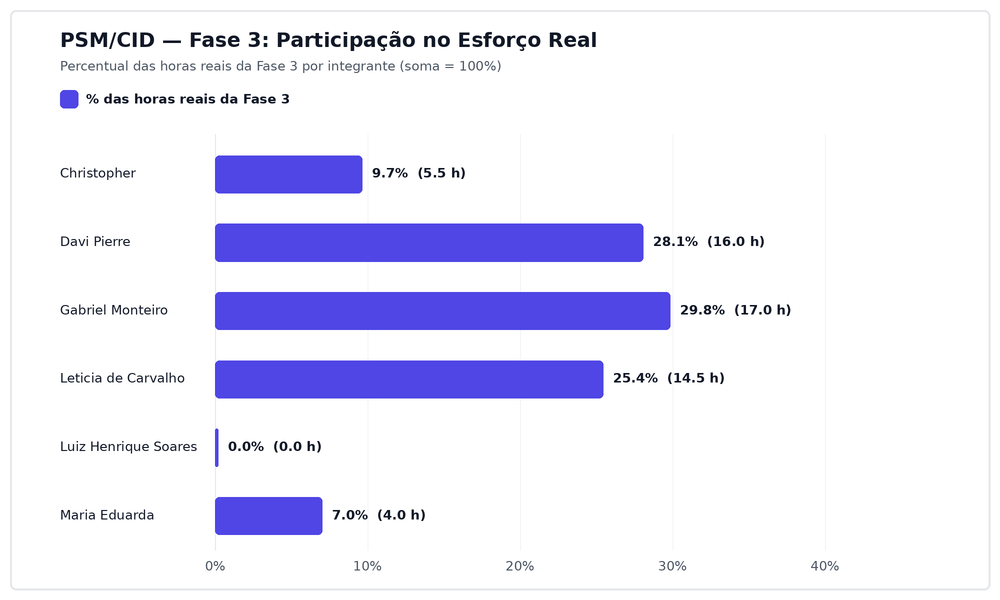 PSM/CID — Fase 3: Participação no Esforço Real
Percentual das horas reais da Fase 3 por integrante (soma = 100%)
% das horas reais da Fase 3
Christopher 9.7% (5.5 h)
Davi Pierre 28.1% (16.0 h)
Gabriel Monteiro 29.8% (17.0 h)
Leticia de Carvalho 25.4% (14.5 h)
Luiz Henrique Soares 0.0% (0.0 h)
Maria Eduarda 7.0% (4.0 h)
0% 10% 20% 30% 40%